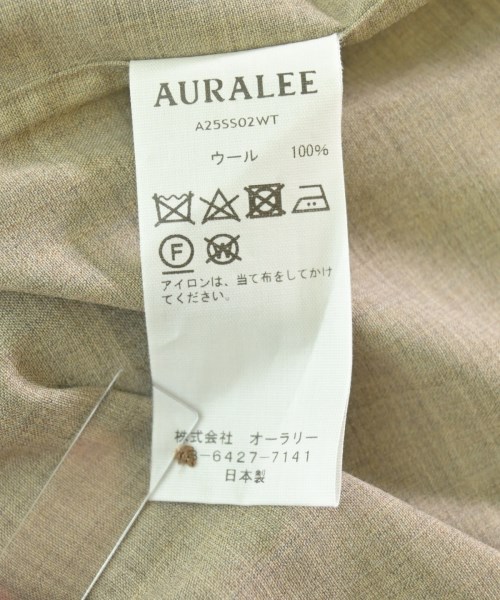 AURALEE
A25SS02WT
ウール 100%
F
W
アイロンは、当て布をしてかけ
てください。
株式会社 オーラリー
-6427-7141
日本製